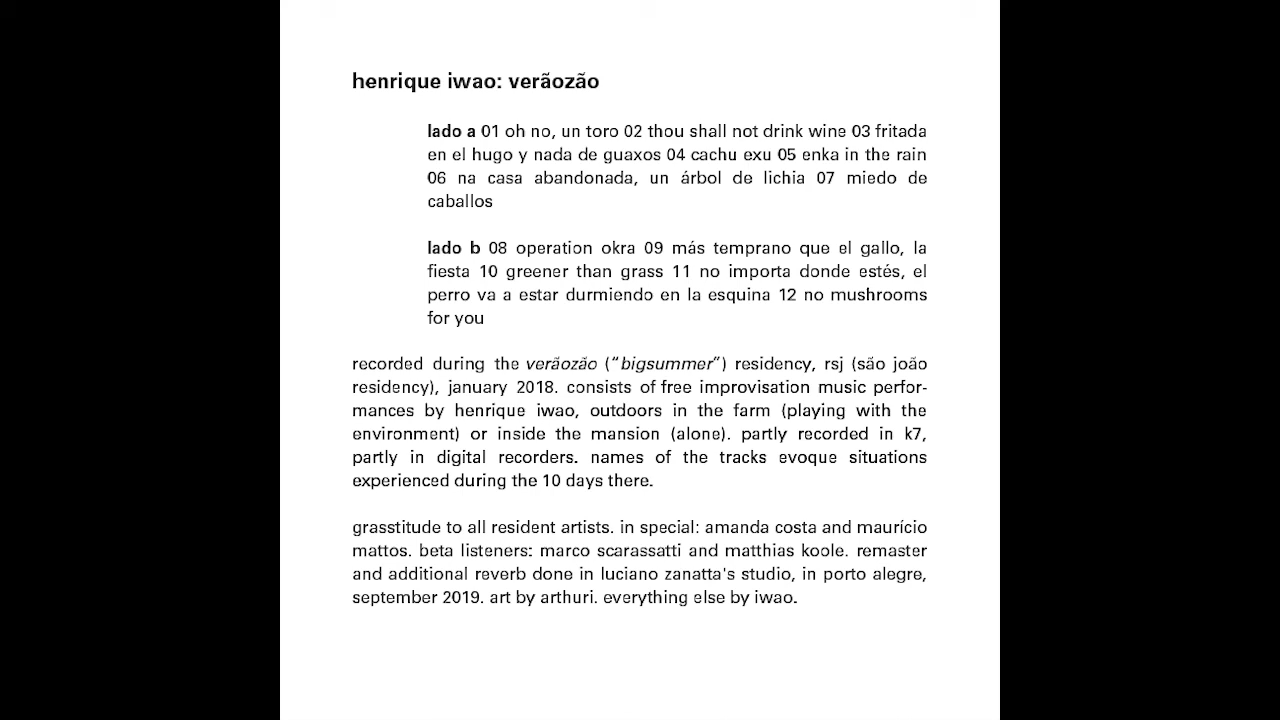 henrique iwao: verãozão
lado a 01 oh no, un toro 02 thou shall not drink wine 03 fritada
en el hugo y nada de guaxos 04 cachu exu 05 enka in the rain
06 na casa abandonada, un árbol de lichia 07 miedo de
caballos
lado b 08 operation okra 09 más temprano que el gallo, la
fiesta 10 greener than grass 11 no importa donde estés, el
perro va a estar durmiendo en la esquina 12 no mushrooms
for you
recorded during the verãozão (“bigsummer”) residency, rsj (são joão
residency), january 2018. consists of free improvisation music perfor-
mances by henrique iwao, outdoors in the farm (playing with the
environment) or inside the mansion (alone). partly recorded in k7,
partly in digital recorders. names of the tracks evoque situations
experienced during the 10 days there.
grasstitude to all resident artists. in special: amanda costa and maurício
mattos. beta listeners: marco scarassatti and matthias koole. remaster
and additional reverb done in luciano zanatta's studio, in porto alegre,
september 2019. art by arthuri. everything else by iwao.